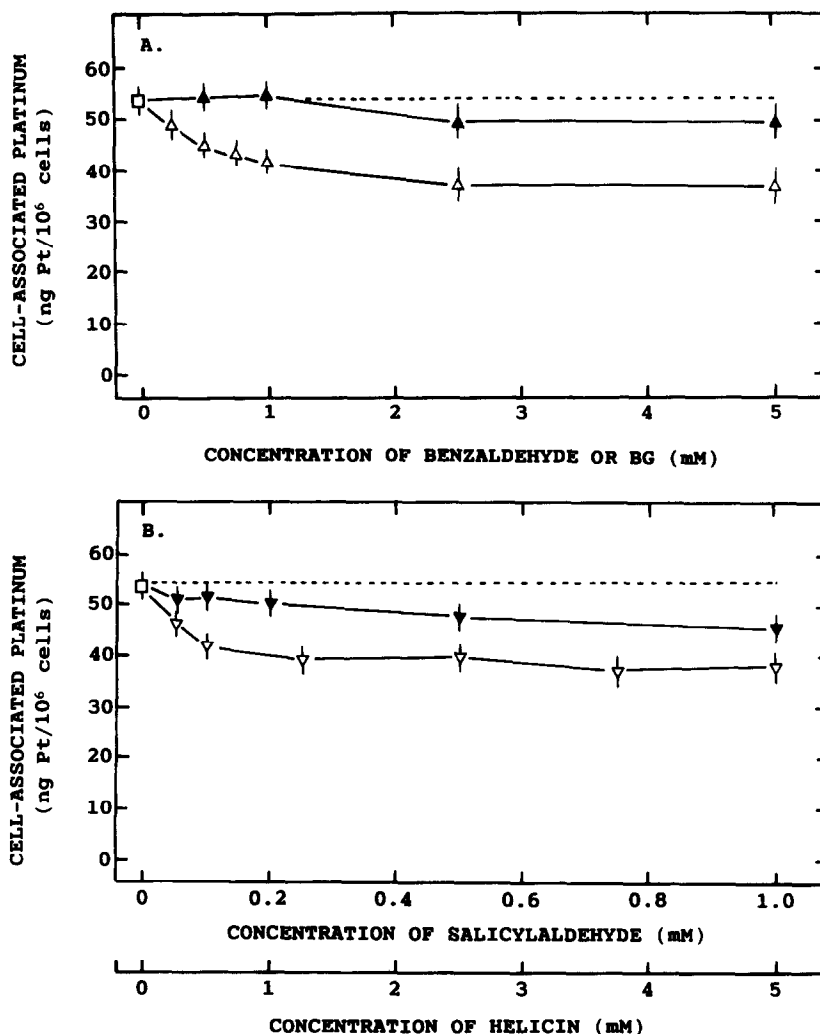 A.
CELL-ASSOCIATED PLATINUM
(ng Pt/10⁶ cells)
60
50
40
30
20
10
0
0 1 2 3 4 5
CONCENTRATION OF BENZALDEHYDE OR BG (mM)
B.
CELL-ASSOCIATED PLATINUM
(ng Pt/10⁶ cells)
60
50
40
30
20
10
0
0 0.2 0.4 0.6 0.8 1.0
CONCENTRATION OF SALICYLALDEHYDE (mM)
0 1 2 3 4 5
CONCENTRATION OF HELICIN (mM)